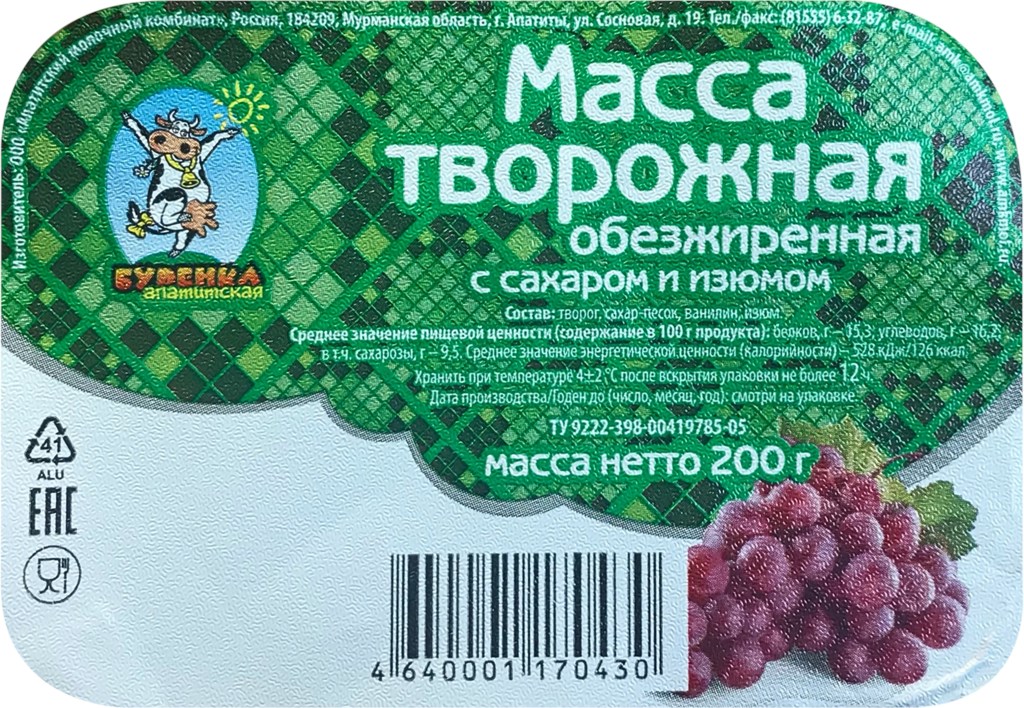 Изготовитель: ООО «Апатитский молочный комбинат», Россия, 184209, Мурманская область, г. Апатиты, ул. Сосновая, д. 19. Тел./факс: (81555) 6-32-87, e-mail:
БУРЕНКА
апатитская
Масса
творожная
обезжиренная
с сахаром и изюмом
Состав: творог, сахар-песок, ванилин, изюм.
Среднее значение пищевой ценности (содержание в 100 г продукта): белков, г – 15,3, углеводов, г – 16,2
в т.ч. сахарозы, г – 9,5. Среднее значение энергетической ценности (калорийности) – 528 кДж/126 ккал.
Хранить при температуре 4±2 °С после вскрытия упаковки не более 12 ч.
Дата производства/Годен до (число, месяц, год): смотри на упаковке.
ТУ 9222-398-00419785-05
масса нетто 200 г
41
ALU
ЕАС
4 640001 170430